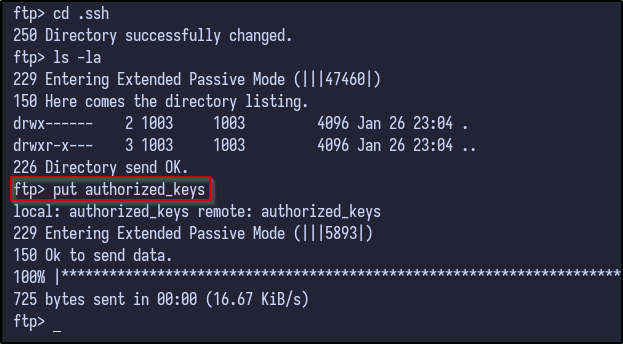 ftp> cd .ssh
250 Directory successfully changed.
ftp> ls -la
229 Entering Extended Passive Mode (|||47460|)
150 Here comes the directory listing.
drwx------    2 1003     1003         4096 Jan 26 23:04 .
drwxr-x---    3 1003     1003         4096 Jan 26 23:04 ..
226 Directory send OK.
ftp> put authorized_keys
local: authorized_keys remote: authorized_keys
229 Entering Extended Passive Mode (|||5893|)
150 Ok to send data.
100% |***********************************************************************
725 bytes sent in 00:00 (16.67 KiB/s)
ftp> _